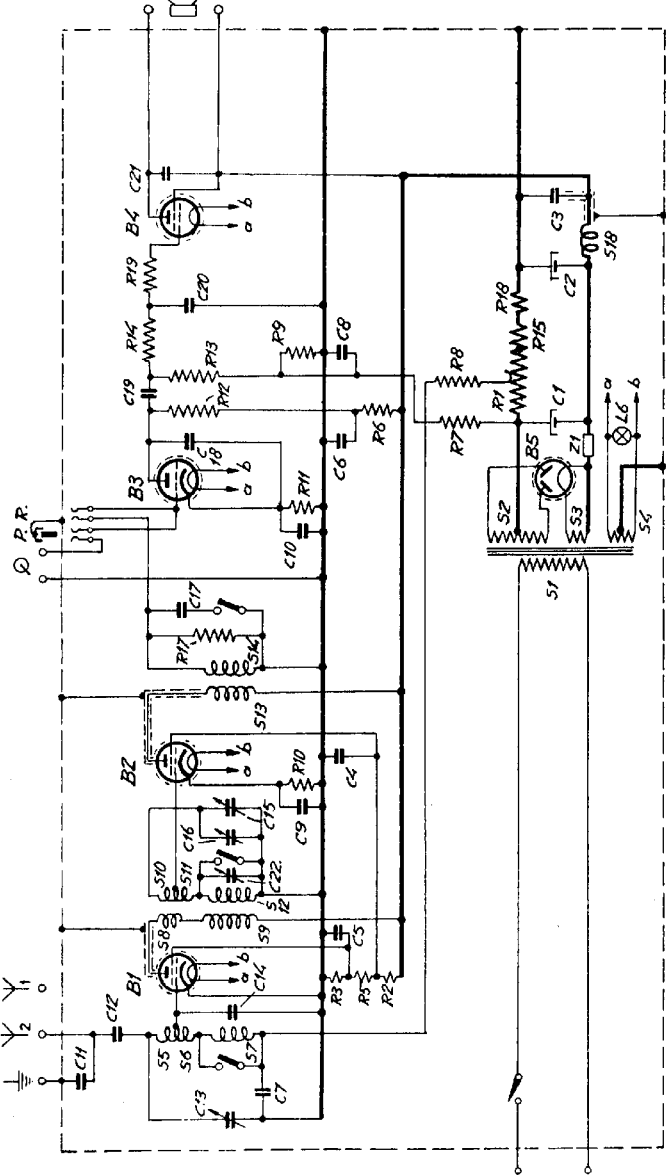 C21
B4
b
a
R19
C20
R14
R9
C8
R13
C19
R12
C18
C6
R6
B3
b
a
R11
C10
P. R.
Q
C17
R17
S14
S13
B2
b
a
R10
C9
C4
C15
C16
C22
S10
S11
S12
S8
S9
C5
B1
b
a
C14
R3
R5
R2
1
2
C12
C11
S5
S6
S7
C7
C13
C3
S18
C2
R18
R15
R8
R1
R7
C1
B5
Z1
S2
S3
S4
S1
a
L6
b